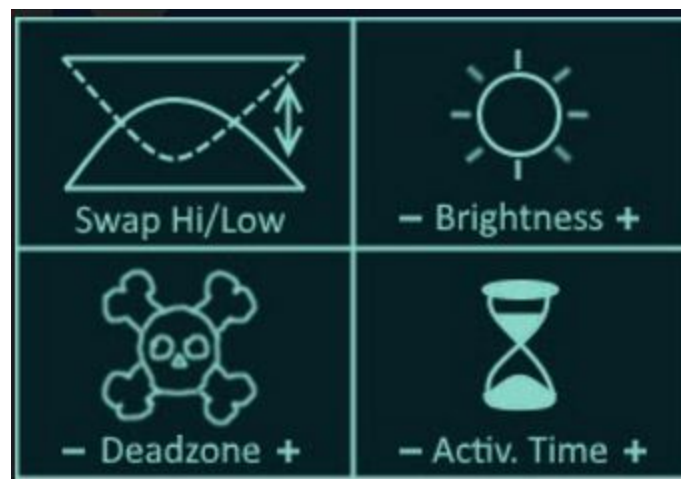 Swap Hi/Low
- Brightness +
- Deadzone +
- Activ. Time +